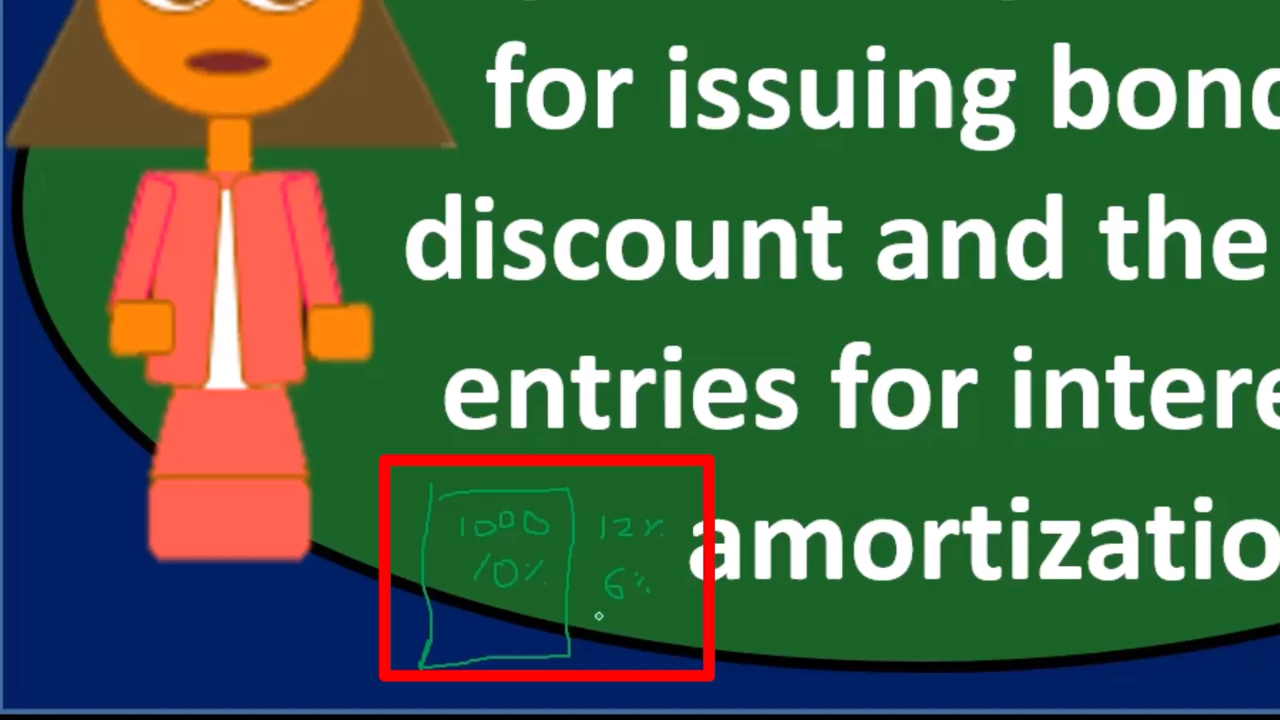 for issuing bond
discount and the
entries for intere
amortizatio
1000 12%
10% 6%